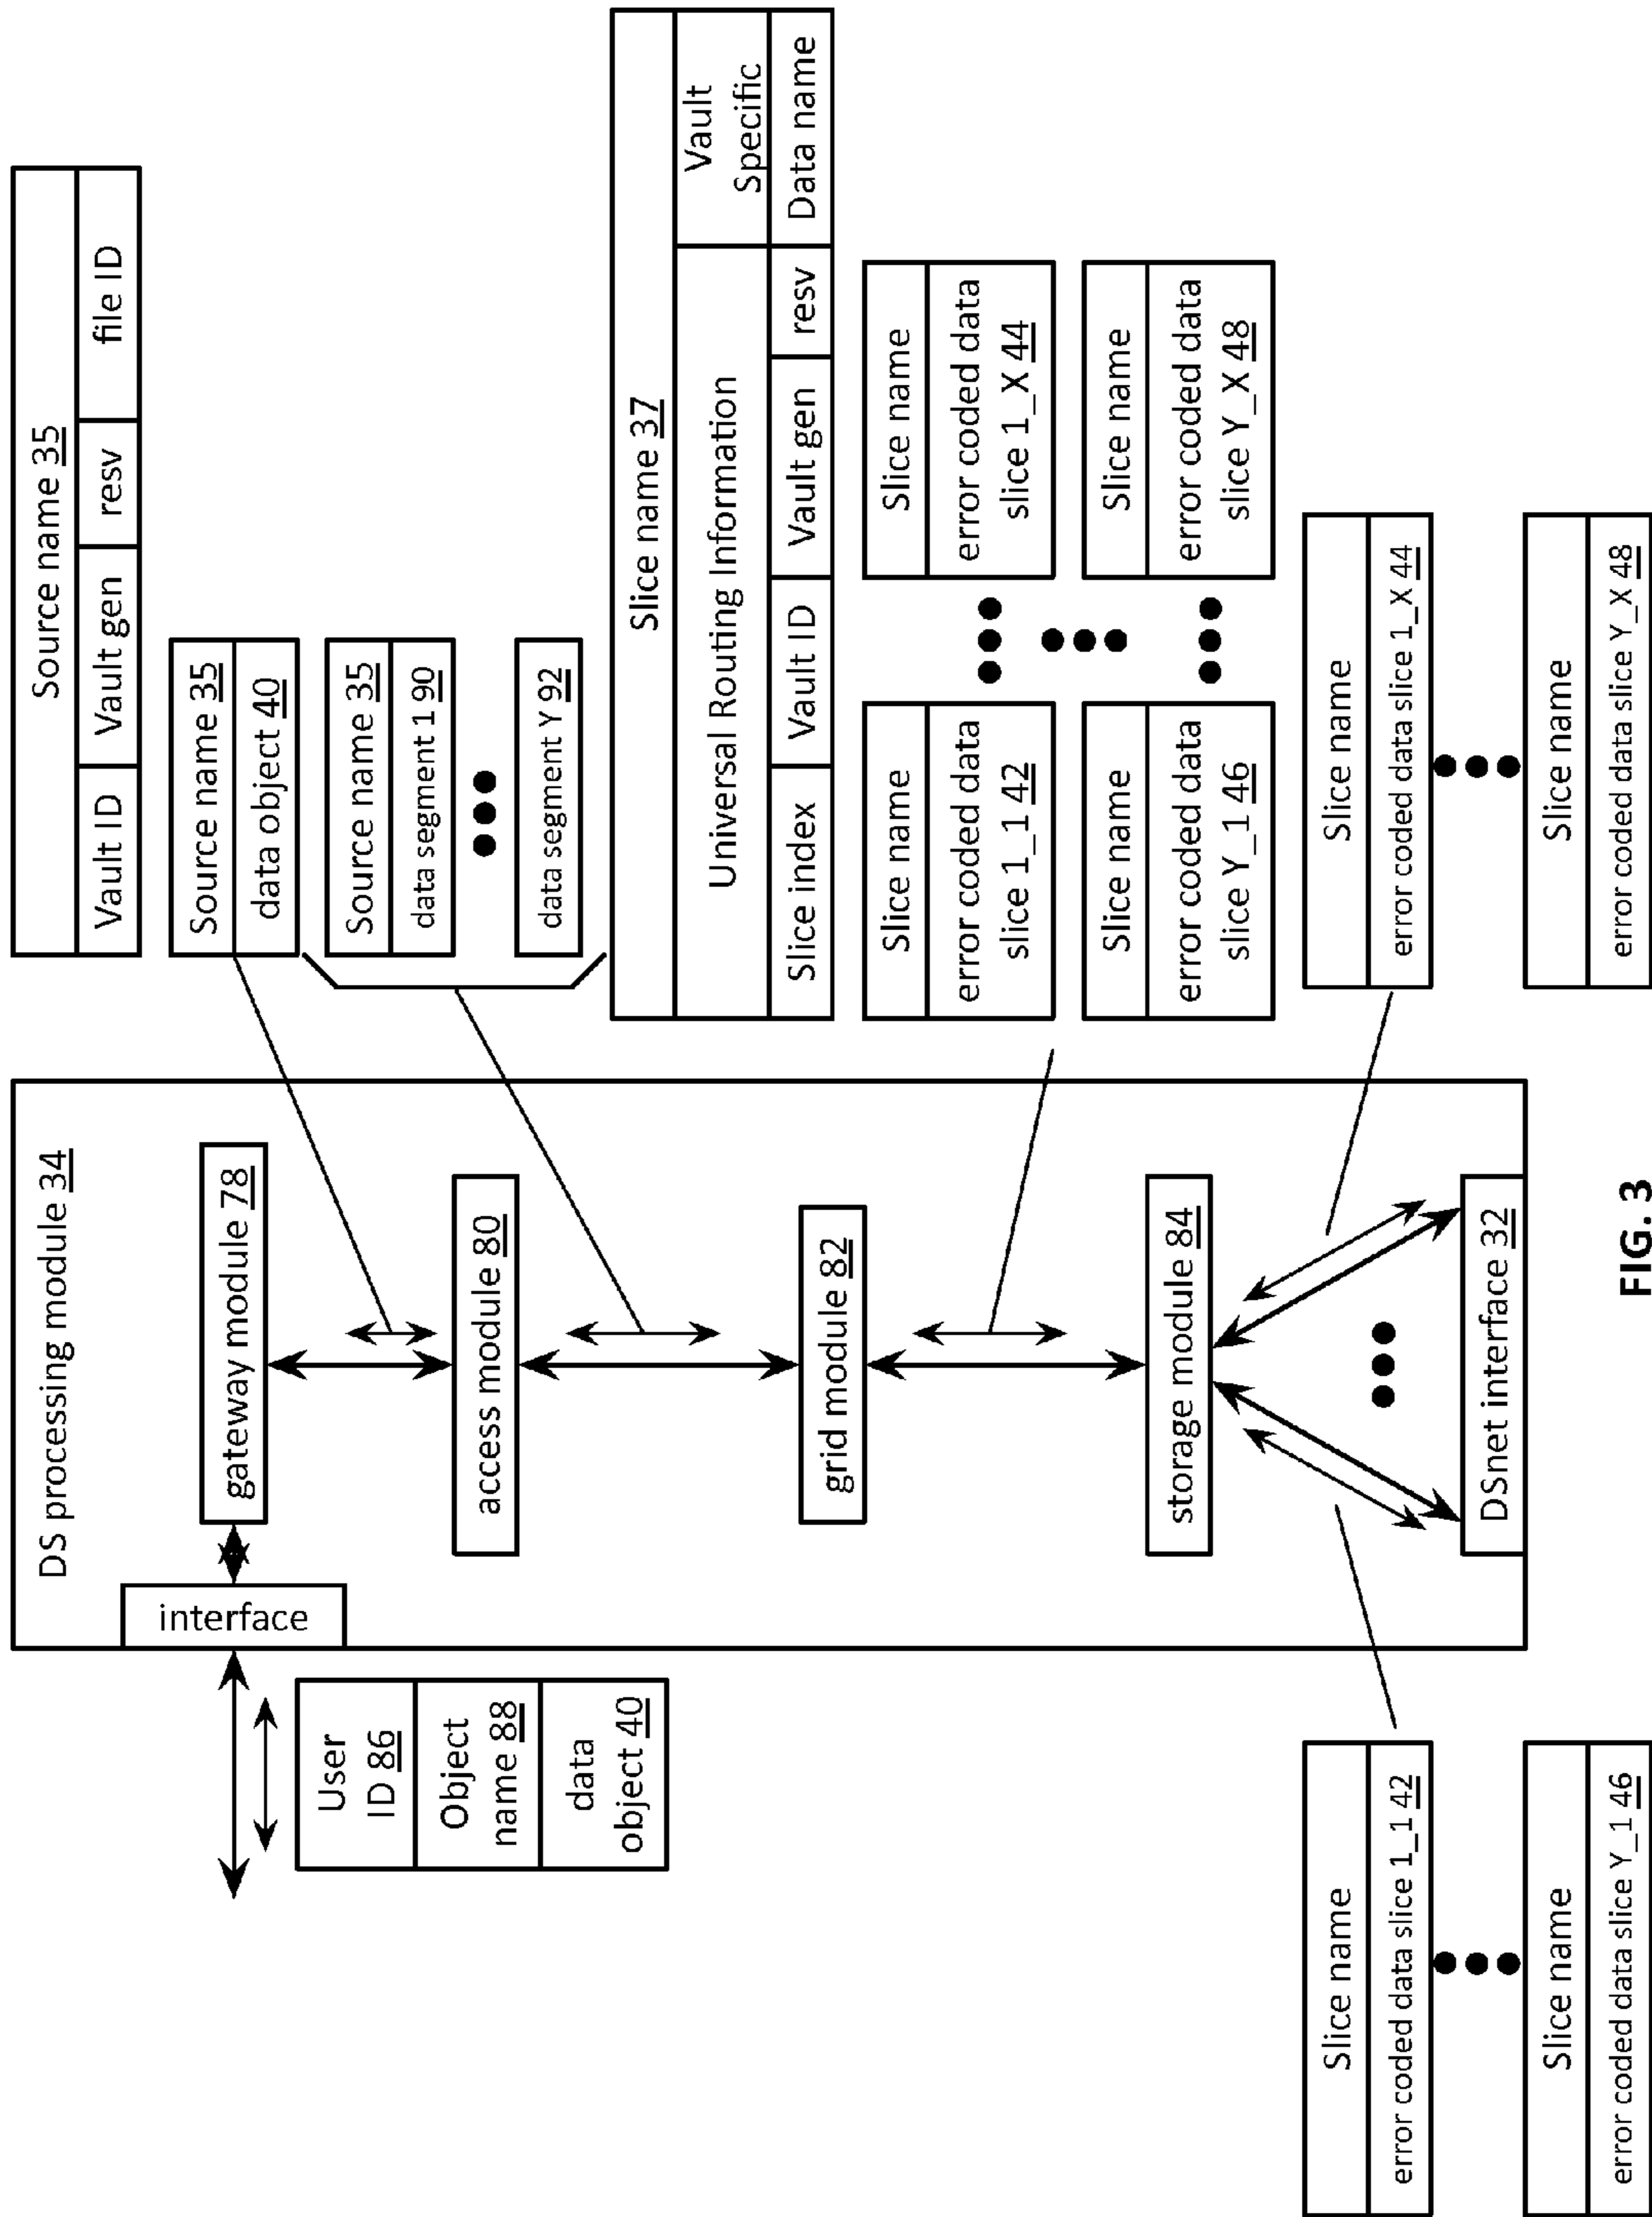 DS processing module 34
interface
gateway module 78
access module 80
grid module 82
storage module 84
DSnet interface 32
User
ID 86
Object
name 88
data
object 40
Source name 35
Vault ID
Vault gen
resv
file ID
Source name 35
data object 40
Source name 35
data segment 1 90
data segment Y 92
Slice name 37
Universal Routing Information
Vault
Specific
Slice index
Vault ID
Vault gen
resv
Data name
Slice name
error coded data
slice 1_1 42
Slice name
error coded data
slice 1_X 44
Slice name
error coded data
slice Y_1 46
Slice name
error coded data
slice Y_X 48
Slice name
error coded data slice 1_1 42
Slice name
error coded data slice Y_1 46
Slice name
error coded data slice 1_X 44
Slice name
error coded data slice Y_X 48
FIG. 3